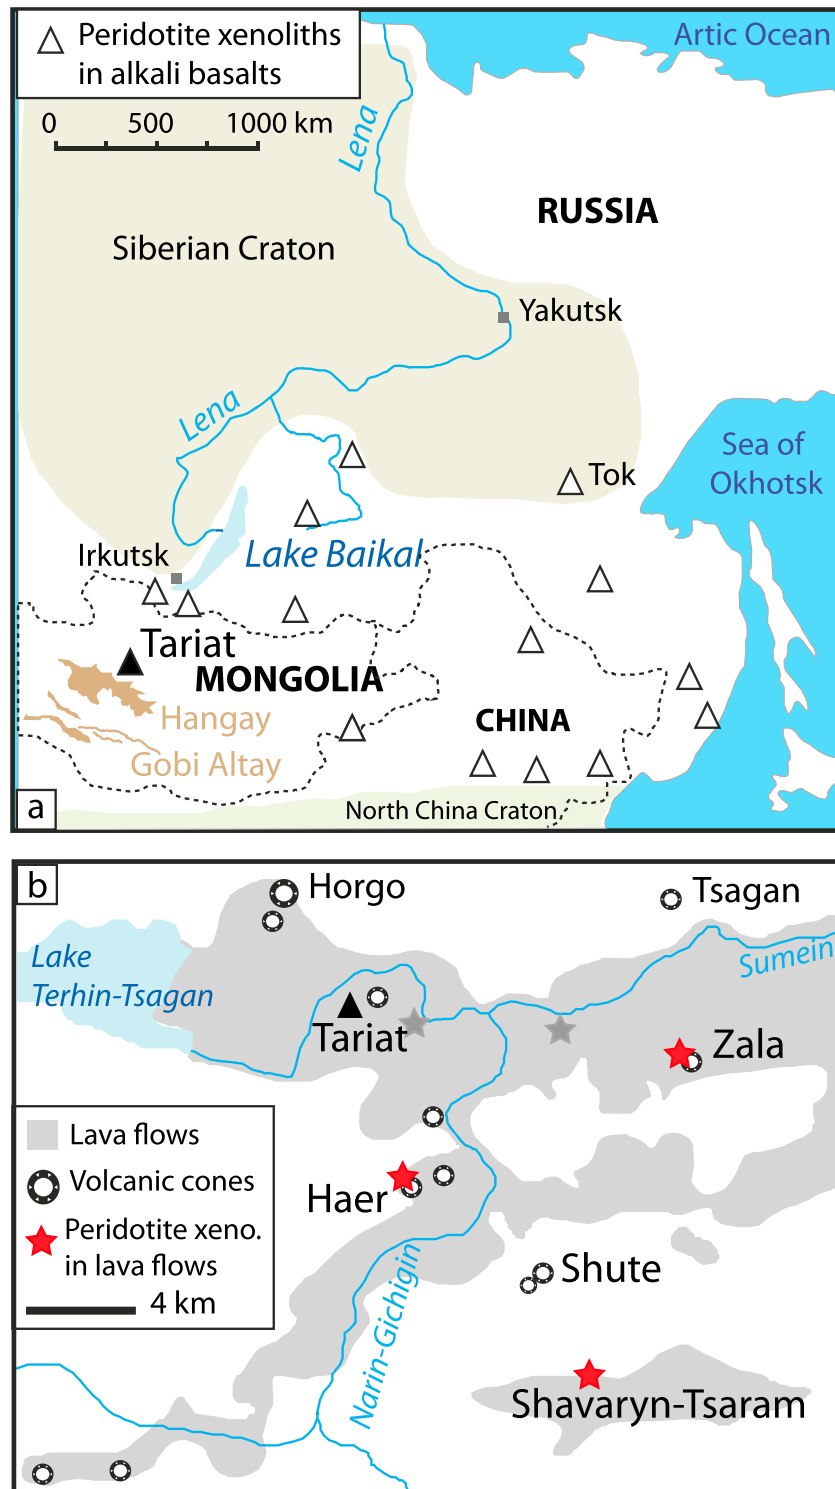 Peridotite xenoliths
in alkali basalts
Artic Ocean
0 500 1000 km
Lena
RUSSIA
Siberian Craton
Yakutsk
Lena
Sea of
Okhotsk
Tok
Irkutsk
Lake Baikal
Tariat
MONGOLIA
Hangay
CHINA
Gobi Altay
North China Craton
a
b
Horgo
Tsagan
Lake
Terhin-Tsagan
Sumein
Tariat
Zala
Lava flows
Volcanic cones
Peridotite xeno.
in lava flows
4 km
Haer
Shute
Narin-Gichigin
Shavaryn-Tsaram